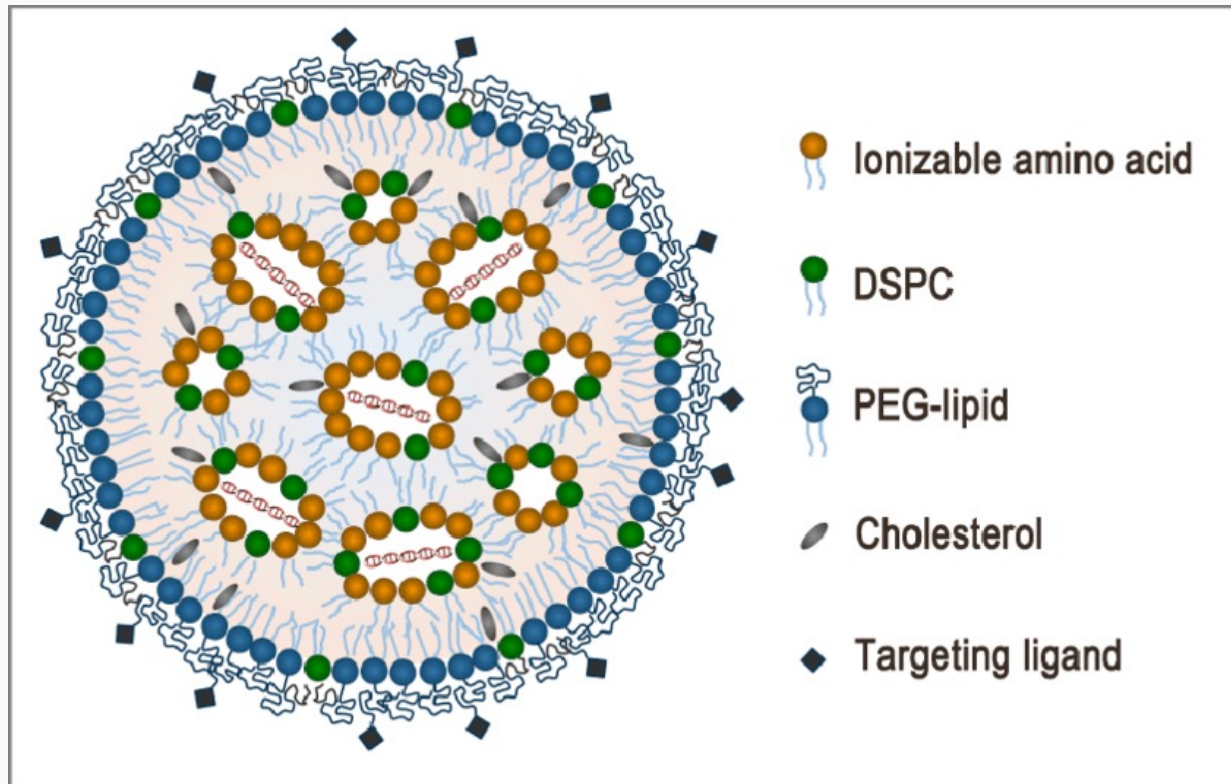 Ionizable amino acid
DSPC
PEG-lipid
Cholesterol
Targeting ligand